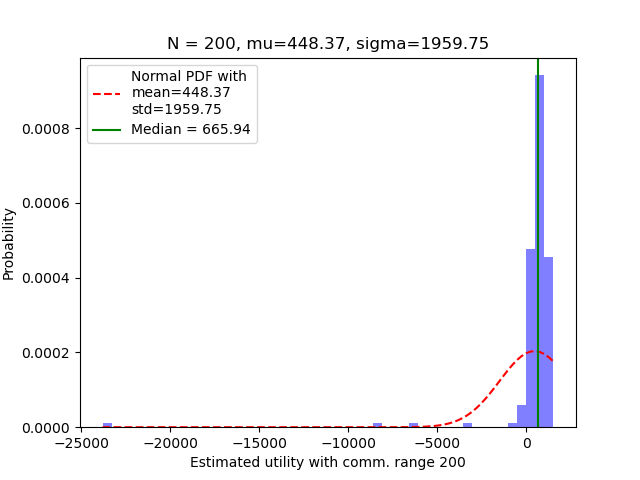 N = 200, mu=448.37, sigma=1959.75
Normal PDF with
mean=448.37
std=1959.75
Median = 665.94
Probability
0.0008
0.0006
0.0004
0.0002
0.0000
−25000 −20000 −15000 −10000 −5000 0
Estimated utility with comm. range 200